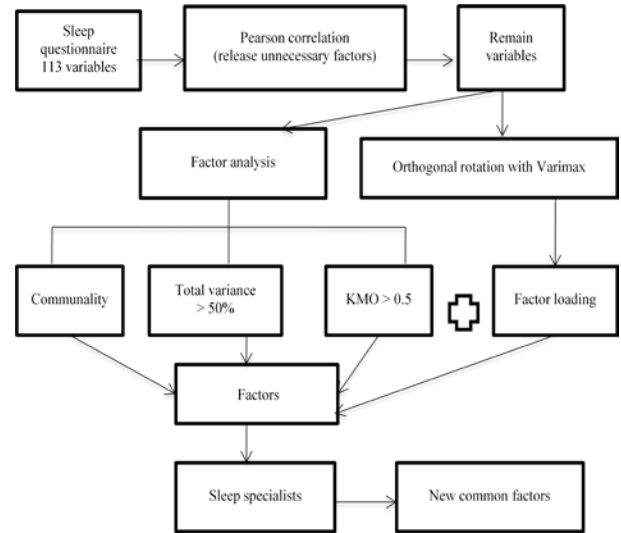 Sleep
questionnaire
113 variables
Pearson correlation
(release unnecessary factors)
Remain
variables
Factor analysis
Orthogonal rotation with Varimax
Communality
Total variance
> 50%
KMO > 0.5
Factor loading
Factors
Sleep specialists
New common factors